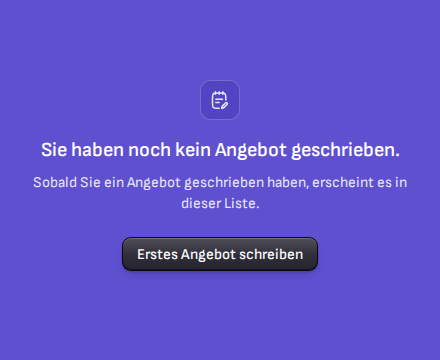 Sie haben noch kein Angebot geschrieben.
Sobald Sie ein Angebot geschrieben haben, erscheint es in
dieser Liste.
Erstes Angebot schreiben